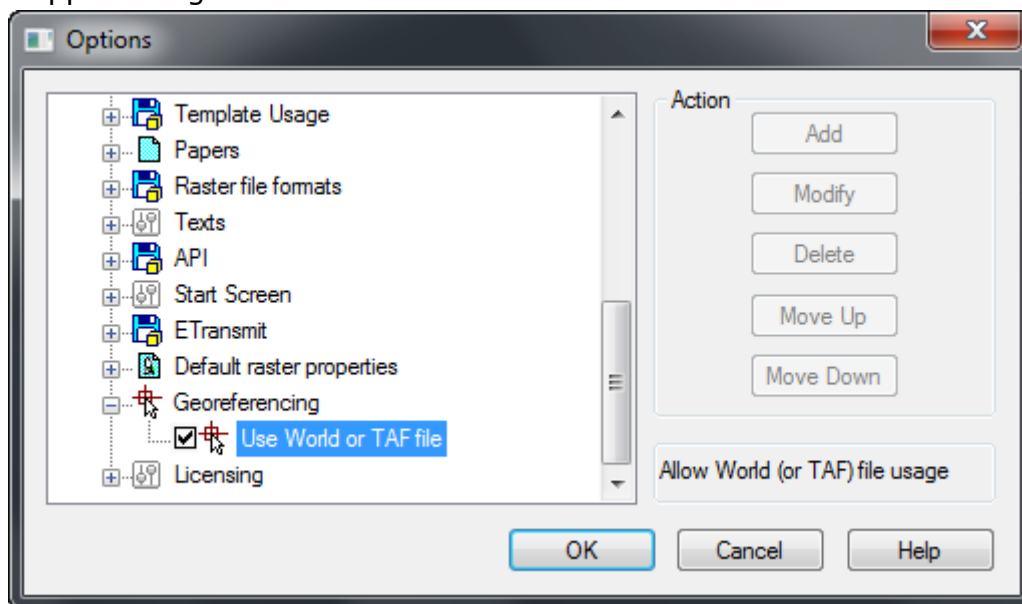 Options
Template Usage
Papers
Raster file formats
Texts
API
Start Screen
ETransmit
Default raster properties
Georeferencing
Use World or TAF file
Licensing
Action
Add
Modify
Delete
Move Up
Move Down
Allow World (or TAF) file usage
OK
Cancel
Help